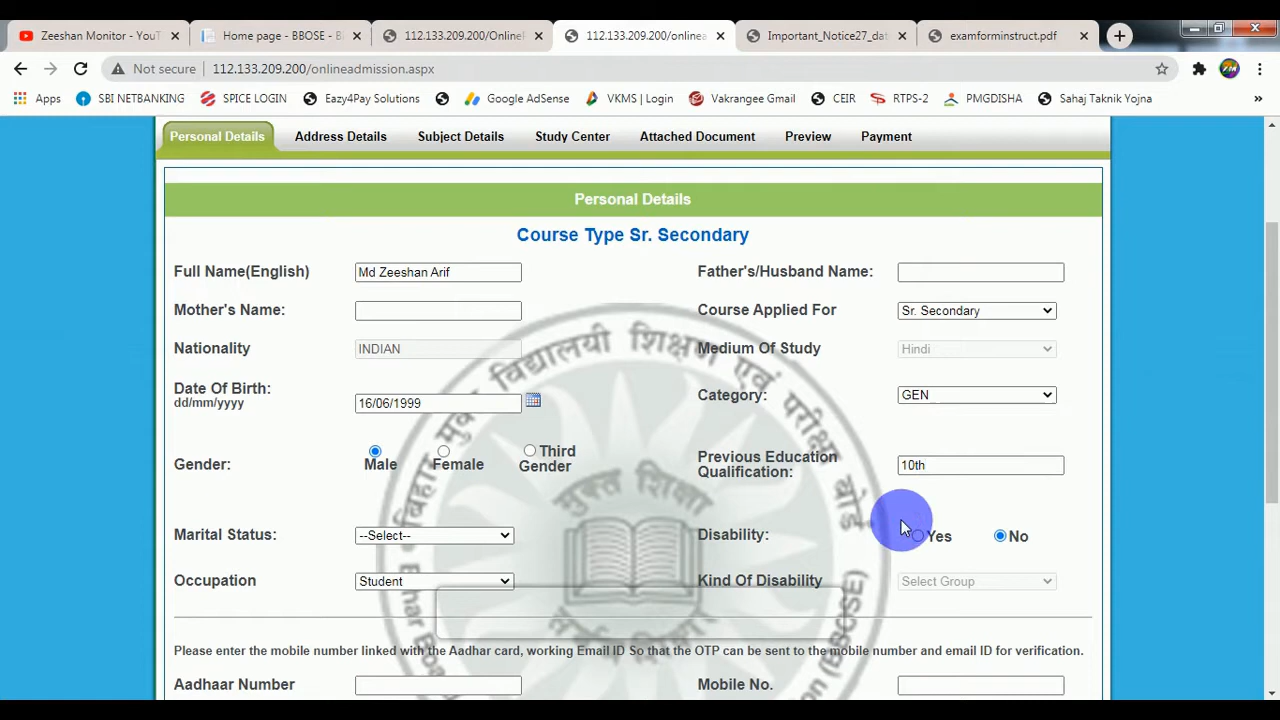 Zeeshan Monitor - YouT
Home page - BBOSE - B
112.133.209.200/OnlineF
112.133.209.200/onlinea
Important_Notice27_dat
examforminstruct.pdf
Not secure 112.133.209.200/onlineadmission.aspx
Apps SBI NETBANKING SPICE LOGIN Eazy4Pay Solutions Google AdSense VKMS | Login Vakrangee Gmail CEIR RTPS-2 PMGDISHA Sahaj Taknik Yojna »
Personal Details Address Details Subject Details Study Center Attached Document Preview Payment
Personal Details
Course Type Sr. Secondary
Full Name(English) Md Zeeshan Arif Father's/Husband Name:
Mother's Name: Course Applied For Sr. Secondary
Nationality INDIAN Medium Of Study Hindi
Date Of Birth:
dd/mm/yyyy 16/06/1999 Category: GEN
Gender: Male Female Third Gender Previous Education Qualification: 10th
Marital Status: --Select-- Disability: Yes No
Occupation Student Kind Of Disability Select Group
Please enter the mobile number linked with the Aadhar card, working Email ID So that the OTP can be sent to the mobile number and email ID for verification.
Aadhaar Number Mobile No.
बिहार मुक्त विद्यालयी शिक्षण एवं परीक्षा बोर्ड
मुक्त शिक्षा
(BBOSE)